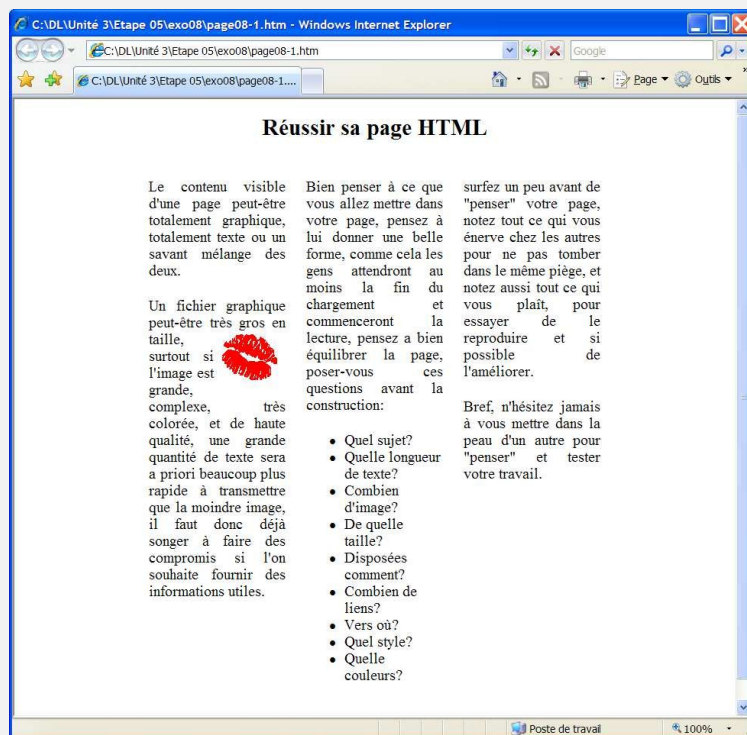 C:\DL\Unité 3\Etape 05\exo08\page08-1.htm - Windows Internet Explorer
C:\DL\Unité 3\Etape 05\exo08\page08-1.htm
Google
C:\DL\Unité 3\Etape 05\exo08\page08-1....
Page
Outils
Réussir sa page HTML
Le contenu visible
d'une page peut-être
totalement graphique,
totalement texte ou un
savant mélange des
deux.
Un fichier graphique
peut-être très gros en
taille,
surtout si
l'image est
grande,
complexe, très
colorée, et de haute
qualité, une grande
quantité de texte sera
a priori beaucoup plus
rapide à transmettre
que la moindre image,
il faut donc déjà
songer à faire des
compromis si l'on
souhaite fournir des
informations utiles.
Bien penser à ce que
vous allez mettre dans
votre page, pensez à
lui donner une belle
forme, comme cela les
gens attendront au
moins la fin du
chargement et
commenceront la
lecture, pensez a bien
équilibrer la page,
poser-vous ces
questions avant la
construction:
• Quel sujet?
• Quelle longueur
de texte?
• Combien
d'image?
• De quelle
taille?
• Disposées
comment?
• Combien de
liens?
• Vers où?
• Quel style?
• Quelle
couleurs?
surfez un peu avant de
"penser" votre page,
notez tout ce qui vous
énerve chez les autres
pour ne pas tomber
dans le même piège, et
notez aussi tout ce qui
vous plaît, pour
essayer de le
reproduire et si
possible de
l'améliorer.
Bref, n'hésitez jamais
à vous mettre dans la
peau d'un autre pour
"penser" et tester
votre travail.
Poste de travail
100%